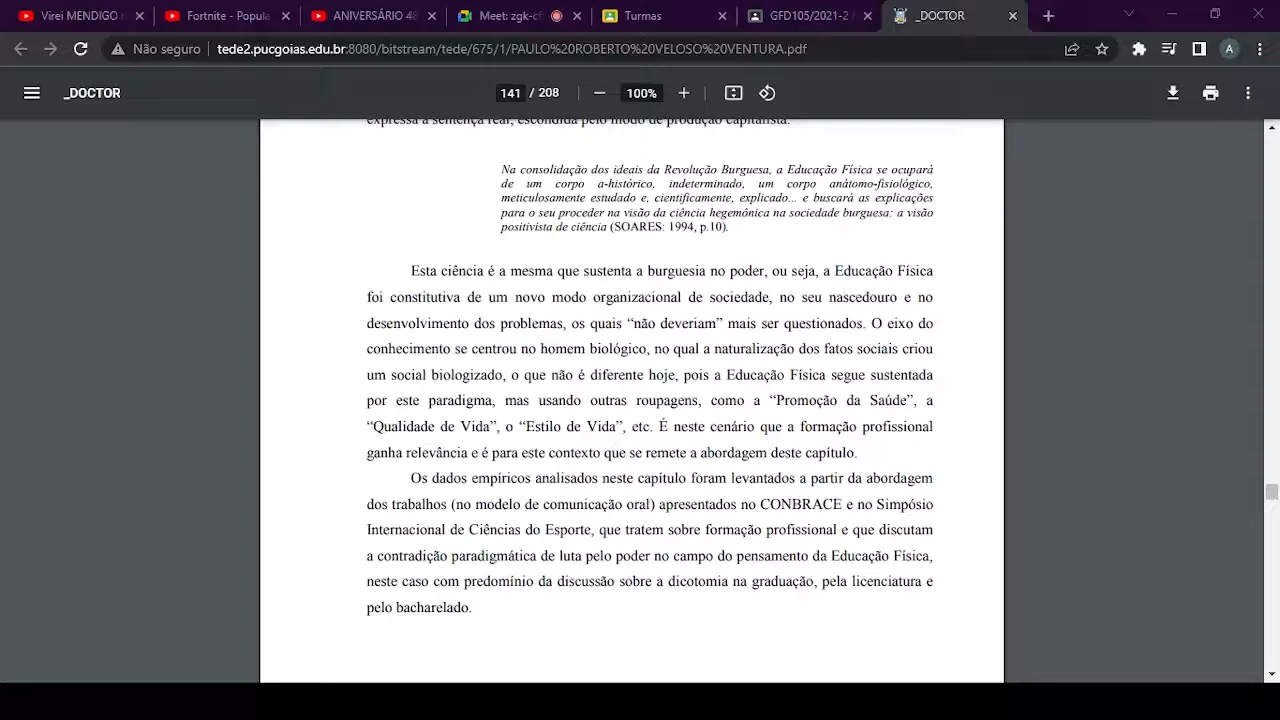 Virei MENDIGO
Fortnite - Popula
ANIVERSÁRIO 48
Meet: zgk-cf
Turmas
GFD105/2021-2
_DOCTOR
Não seguro
tede2.pucgoias.edu.br:8080/bitstream/tede/675/1/PAULO%20ROBERTO%20VELOSO%20VENTURA.pdf
A
_DOCTOR
141 / 208
100%
expressa a sentença real, escondida pelo modo de produção capitalista.
Na consolidação dos ideais da Revolução Burguesa, a Educação Física se ocupará
de um corpo a-histórico, indeterminado, um corpo anátomo-fisiológico,
meticulosamente estudado e, cientificamente, explicado... e buscará as explicações
para o seu proceder na visão da ciência hegemônica na sociedade burguesa: a visão
positivista de ciência (SOARES: 1994, p.10).
Esta ciência é a mesma que sustenta a burguesia no poder, ou seja, a Educação Física
foi constitutiva de um novo modo organizacional de sociedade, no seu nascedouro e no
desenvolvimento dos problemas, os quais “não deveriam” mais ser questionados. O eixo do
conhecimento se centrou no homem biológico, no qual a naturalização dos fatos sociais criou
um social biologizado, o que não é diferente hoje, pois a Educação Física segue sustentada
por este paradigma, mas usando outras roupagens, como a “Promoção da Saúde”, a
“Qualidade de Vida”, o “Estilo de Vida”, etc. É neste cenário que a formação profissional
ganha relevância e é para este contexto que se remete a abordagem deste capítulo.
Os dados empíricos analisados neste capítulo foram levantados a partir da abordagem
dos trabalhos (no modelo de comunicação oral) apresentados no CONBRACE e no Simpósio
Internacional de Ciências do Esporte, que tratem sobre formação profissional e que discutam
a contradição paradigmática de luta pelo poder no campo do pensamento da Educação Física,
neste caso com predomínio da discussão sobre a dicotomia na graduação, pela licenciatura e
pelo bacharelado.